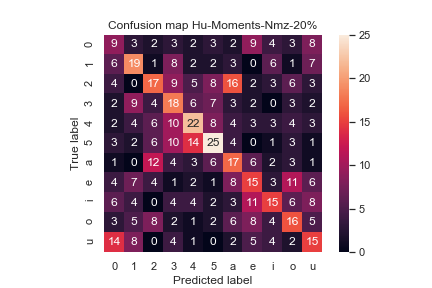 Confusion map Hu-Moments-Nmz-20%
0 9 3 2 3 2 3 2 9 4 3 8
1 6 19 1 8 2 2 3 0 6 1 7
2 4 0 17 9 5 8 16 2 3 6 3
3 2 9 4 18 6 7 3 2 0 3 2
4 2 4 6 10 22 8 4 3 3 4 3
5 3 2 6 10 14 25 4 0 1 3 1
a 1 0 12 4 3 6 17 6 2 3 1
e 4 7 4 1 2 1 8 15 3 11 6
i 6 4 0 4 4 2 3 11 15 6 8
o 3 5 8 2 1 2 6 8 4 16 5
u 14 8 0 4 1 0 2 5 4 2 15
0 1 2 3 4 5 a e i o u
Predicted label
True label
25
20
15
10
5
0